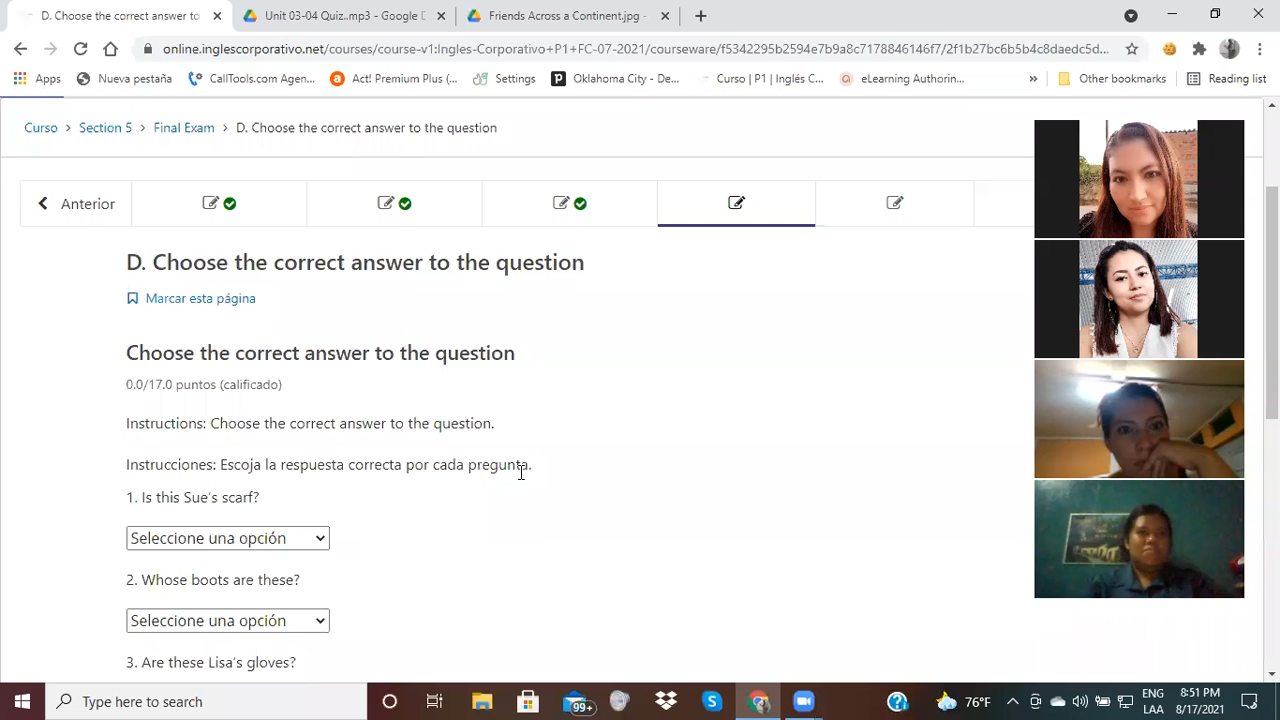 D. Choose the correct answer to
Unit 03-04 Quiz..mp3 - Google D
Friends Across a Continent.jpg -
online.inglescorporativo.net/courses/course-v1:Ingles-Corporativo+P1+FC-07-2021/courseware/f5342295b2594e7b9a8c7178846146f7/2f1b27bc6b5b4c8daedc5d...
Apps
Nueva pestaña
CallTools.com Agen...
Act! Premium Plus (...
Settings
Oklahoma City - De...
Curso | P1 | Inglés C...
eLearning Authorin...
»
Other bookmarks
Reading list
Curso > Section 5 > Final Exam > D. Choose the correct answer to the question
Anterior
D. Choose the correct answer to the question
Marcar esta página
Choose the correct answer to the question
0.0/17.0 puntos (calificado)
Instructions: Choose the correct answer to the question.
Instrucciones: Escoja la respuesta correcta por cada pregunta.
1. Is this Sue's scarf?
Seleccione una opción
2. Whose boots are these?
Seleccione una opción
3. Are these Lisa's gloves?
Type here to search
99+
76°F
ENG
LAA
8:51 PM
8/17/2021